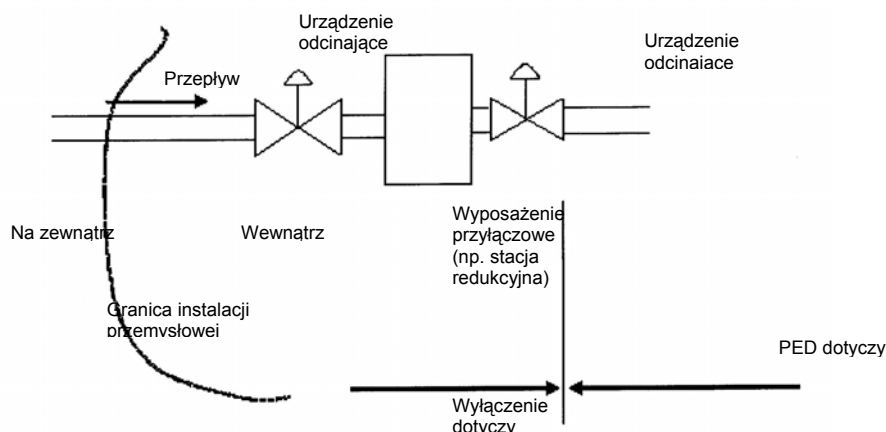 Urządzenie
odcinające
Urządzenie
odcinaiace
Przepływ
Na zewnątrz
Wewnątrz
Wyposażenie
przyłączowe
(np. stacja
redukcyjna)
Granica instalacji
przemysłowei
PED dotyczy
Wyłączenie
dotyczy